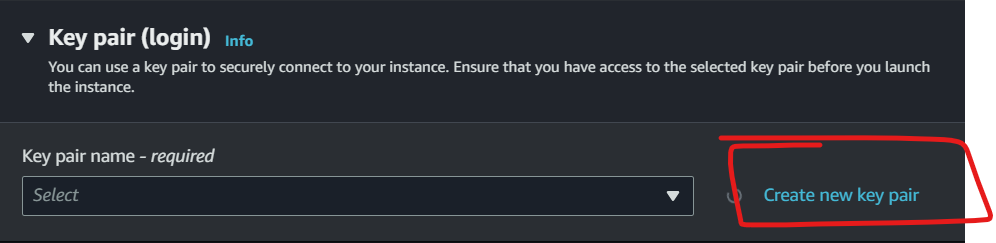 Key pair (login) Info
You can use a key pair to securely connect to your instance. Ensure that you have access to the selected key pair before you launch
the instance.
Key pair name - required
Select
Create new key pair